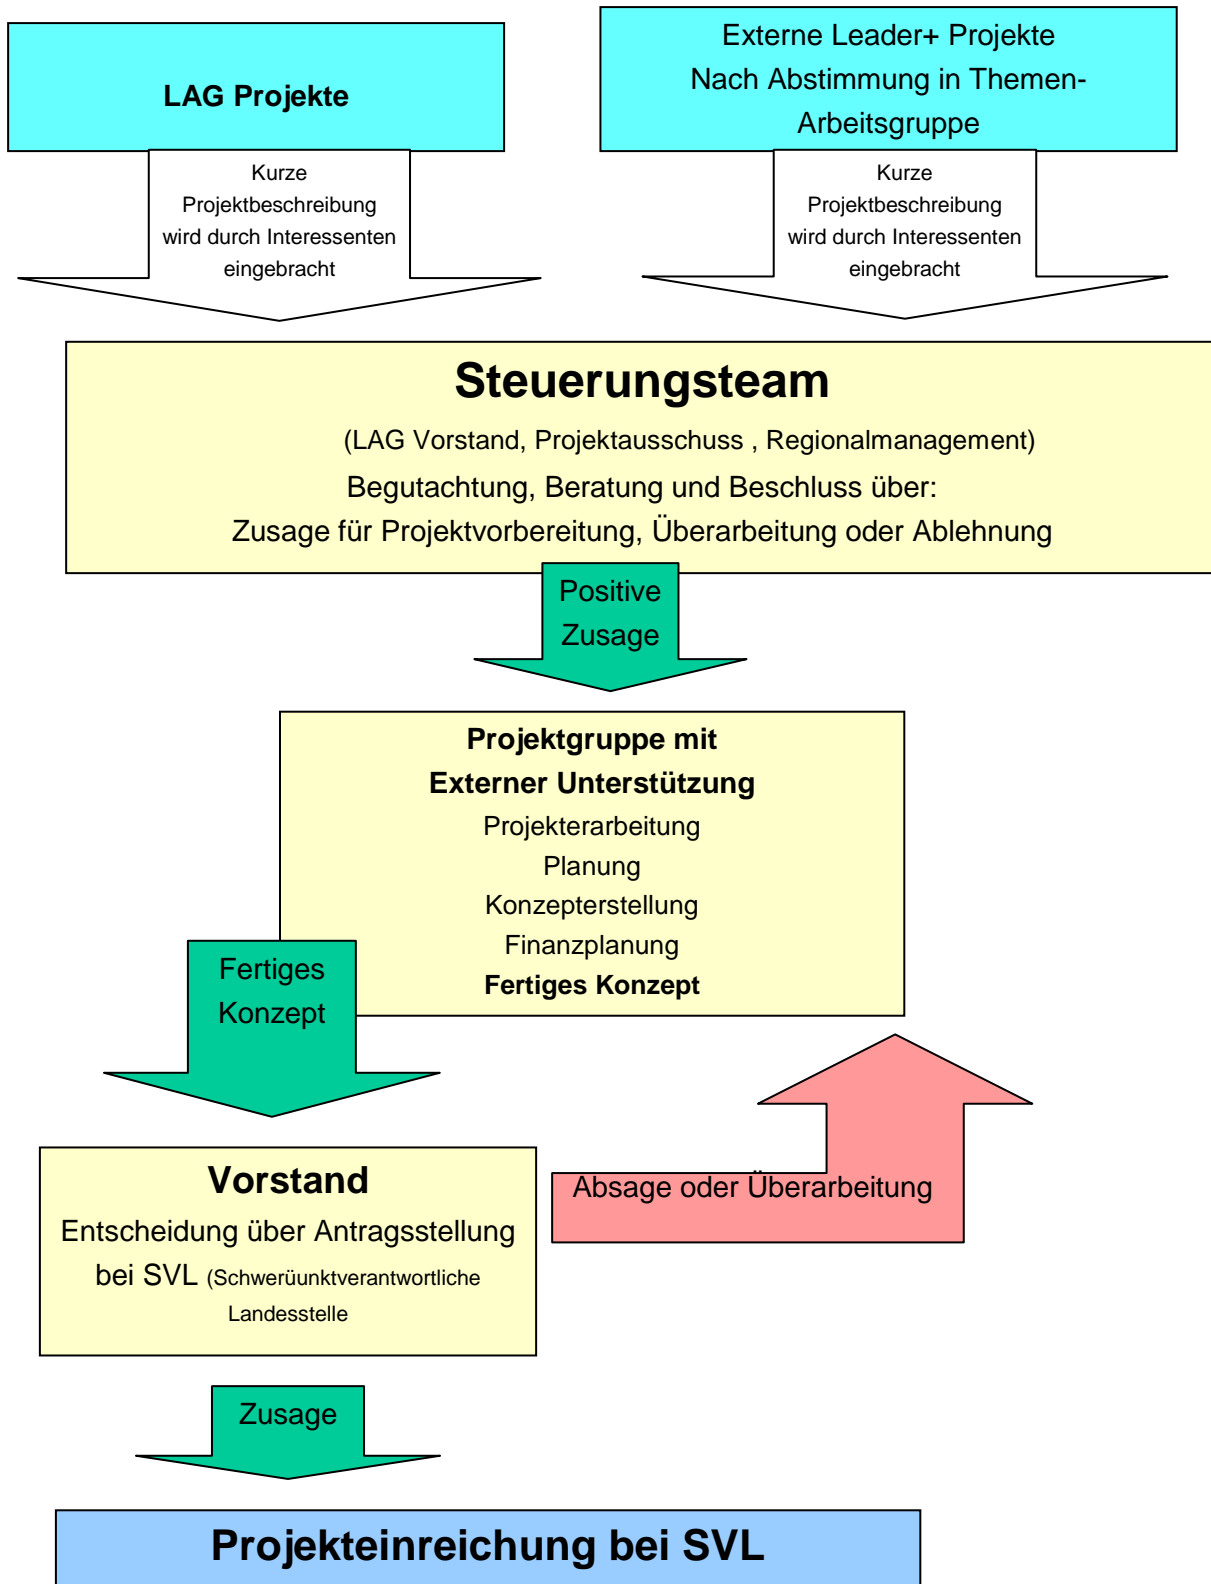 LAG Projekte
Externe Leader+ Projekte
Nach Abstimmung in Themen-
Arbeitsgruppe
Kurze
Projektbeschreibung
wird durch Interessenten
eingebracht
Kurze
Projektbeschreibung
wird durch Interessenten
eingebracht
Steuerungsteam
(LAG Vorstand, Projektausschuss , Regionalmanagement)
Begutachtung, Beratung und Beschluss über:
Zusage für Projektvorbereitung, Überarbeitung oder Ablehnung
Positive
Zusage
Projektgruppe mit
Externer Unterstützung
Projekterarbeitung
Planung
Konzepterstellung
Finanzplanung
Fertiges Konzept
Fertiges
Konzept
Vorstand
Entscheidung über Antragsstellung
bei SVL (Schwerüunktverantwortliche
Landesstelle
Absage oder Überarbeitung
Zusage
Projekteinreichung bei SVL